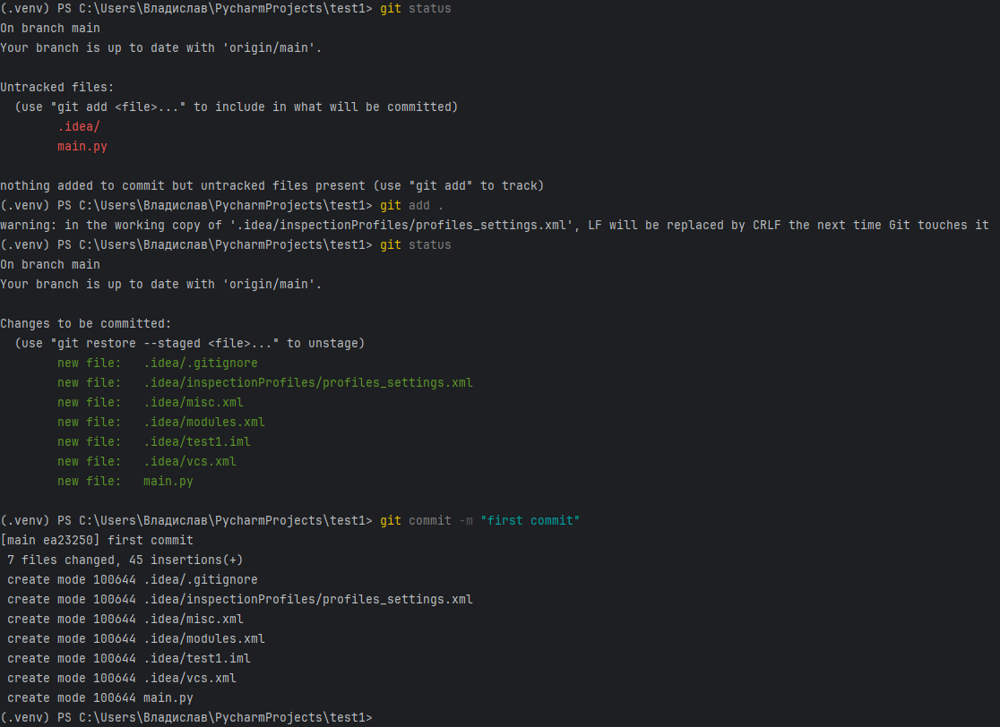 (.venv) PS C:\Users\Владислав\PycharmProjects\test1> git status
On branch main
Your branch is up to date with 'origin/main'.
Untracked files:
  (use "git add <file>..." to include in what will be committed)
        .idea/
        main.py
nothing added to commit but untracked files present (use "git add" to track)
(.venv) PS C:\Users\Владислав\PycharmProjects\test1> git add .
warning: in the working copy of '.idea/inspectionProfiles/profiles_settings.xml', LF will be replaced by CRLF the next time Git touches it
(.venv) PS C:\Users\Владислав\PycharmProjects\test1> git status
On branch main
Your branch is up to date with 'origin/main'.
Changes to be committed:
  (use "git restore --staged <file>..." to unstage)
        new file:   .idea/.gitignore
        new file:   .idea/inspectionProfiles/profiles_settings.xml
        new file:   .idea/misc.xml
        new file:   .idea/modules.xml
        new file:   .idea/test1.iml
        new file:   .idea/vcs.xml
        new file:   main.py
(.venv) PS C:\Users\Владислав\PycharmProjects\test1> git commit -m "first commit"
[main ea23250] first commit
 7 files changed, 45 insertions(+)
 create mode 100644 .idea/.gitignore
 create mode 100644 .idea/inspectionProfiles/profiles_settings.xml
 create mode 100644 .idea/misc.xml
 create mode 100644 .idea/modules.xml
 create mode 100644 .idea/test1.iml
 create mode 100644 .idea/vcs.xml
 create mode 100644 main.py
(.venv) PS C:\Users\Владислав\PycharmProjects\test1>